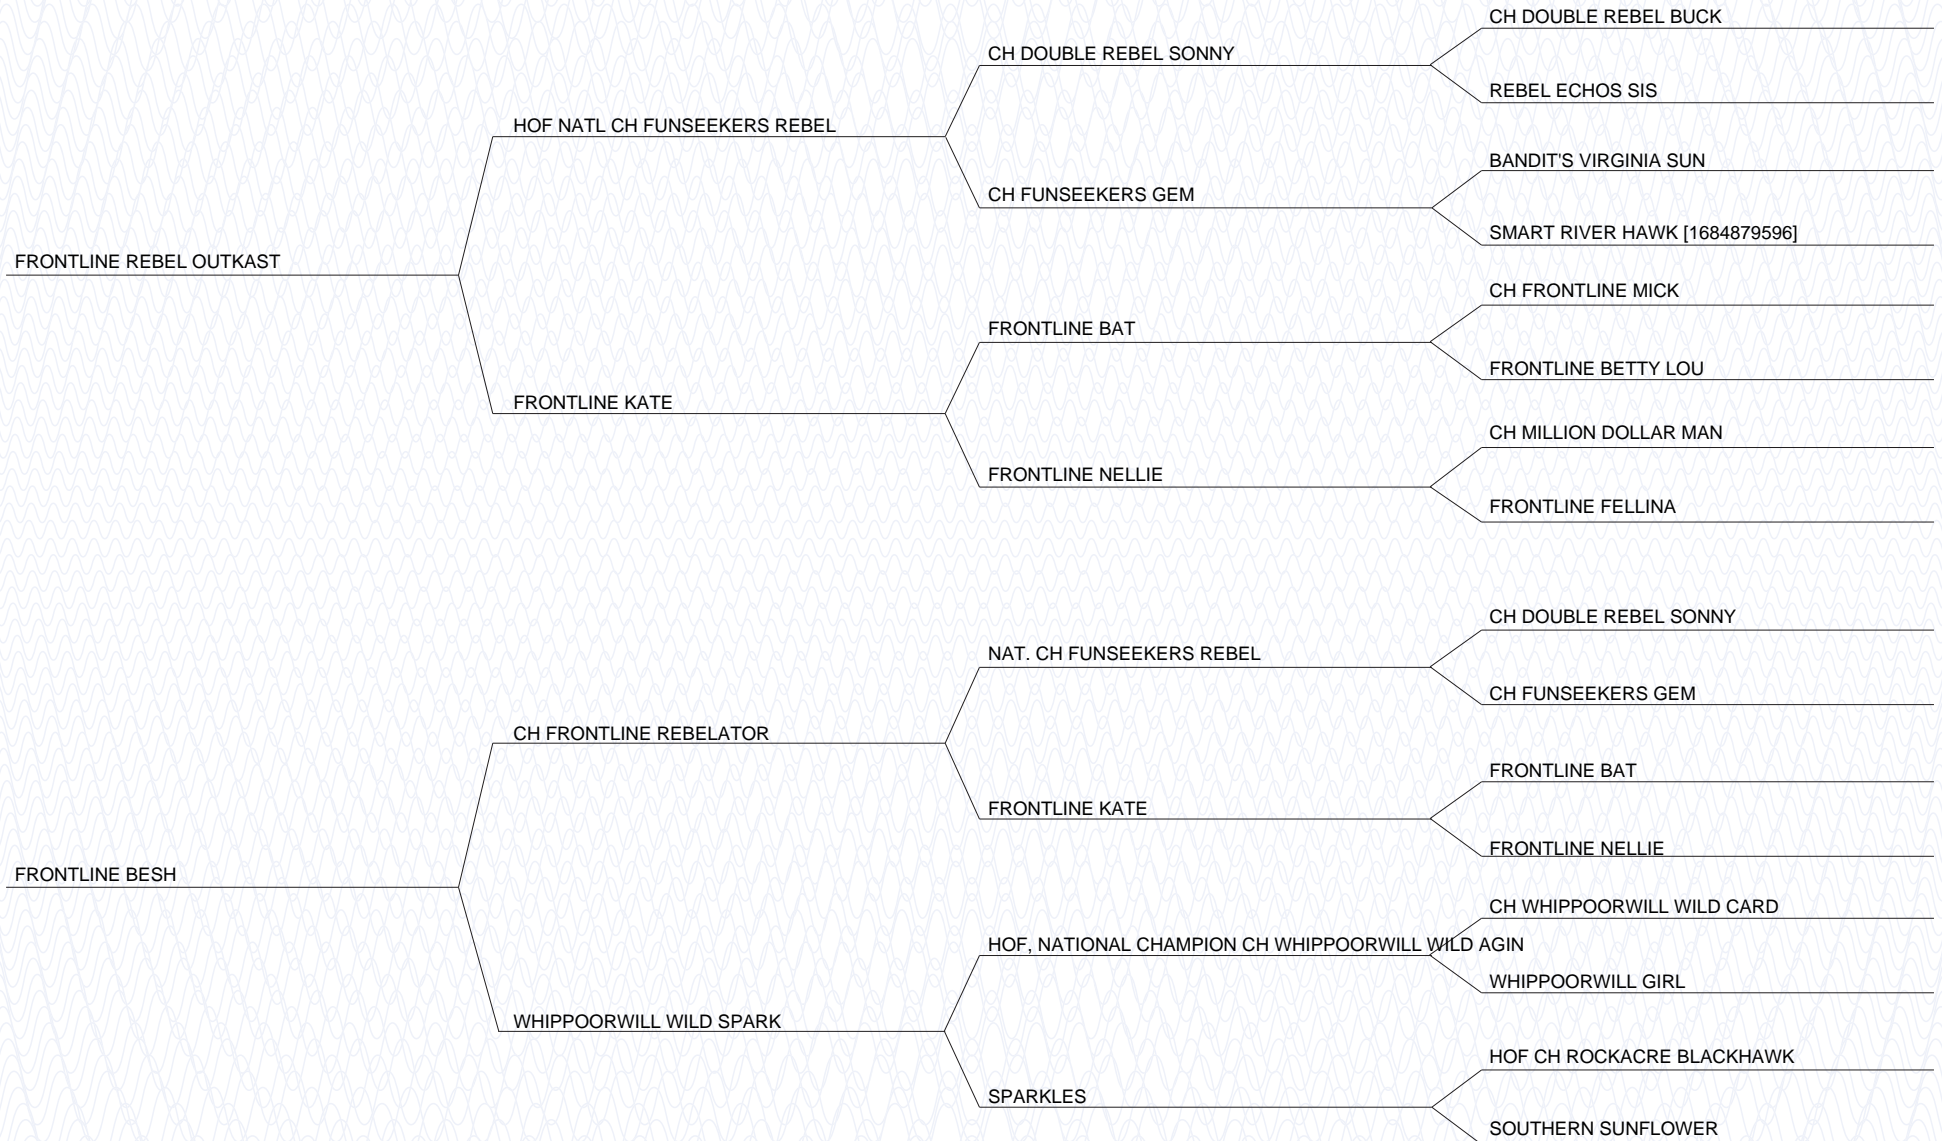 CH DOUBLE REBEL BUCK
CH DOUBLE REBEL SONNY
REBEL ECHOS SIS
HOF NATL CH FUNSEEKERS REBEL
BANDIT'S VIRGINIA SUN
CH FUNSEEKERS GEM
SMART RIVER HAWK [1684879596]
FRONTLINE REBEL OUTKAST
CH FRONTLINE MICK
FRONTLINE BAT
FRONTLINE BETTY LOU
FRONTLINE KATE
CH MILLION DOLLAR MAN
FRONTLINE NELLIE
FRONTLINE FELLINA
CH DOUBLE REBEL SONNY
NAT. CH FUNSEEKERS REBEL
CH FUNSEEKERS GEM
CH FRONTLINE REBELATOR
FRONTLINE BAT
FRONTLINE KATE
FRONTLINE NELLIE
FRONTLINE BESH
CH WHIPPOORWILL WILD CARD
HOF, NATIONAL CHAMPION CH WHIPPOORWILL WILD AGIN
WHIPPOORWILL GIRL
WHIPPOORWILL WILD SPARK
HOF CH ROCKACRE BLACKHAWK
SPARKLES
SOUTHERN SUNFLOWER